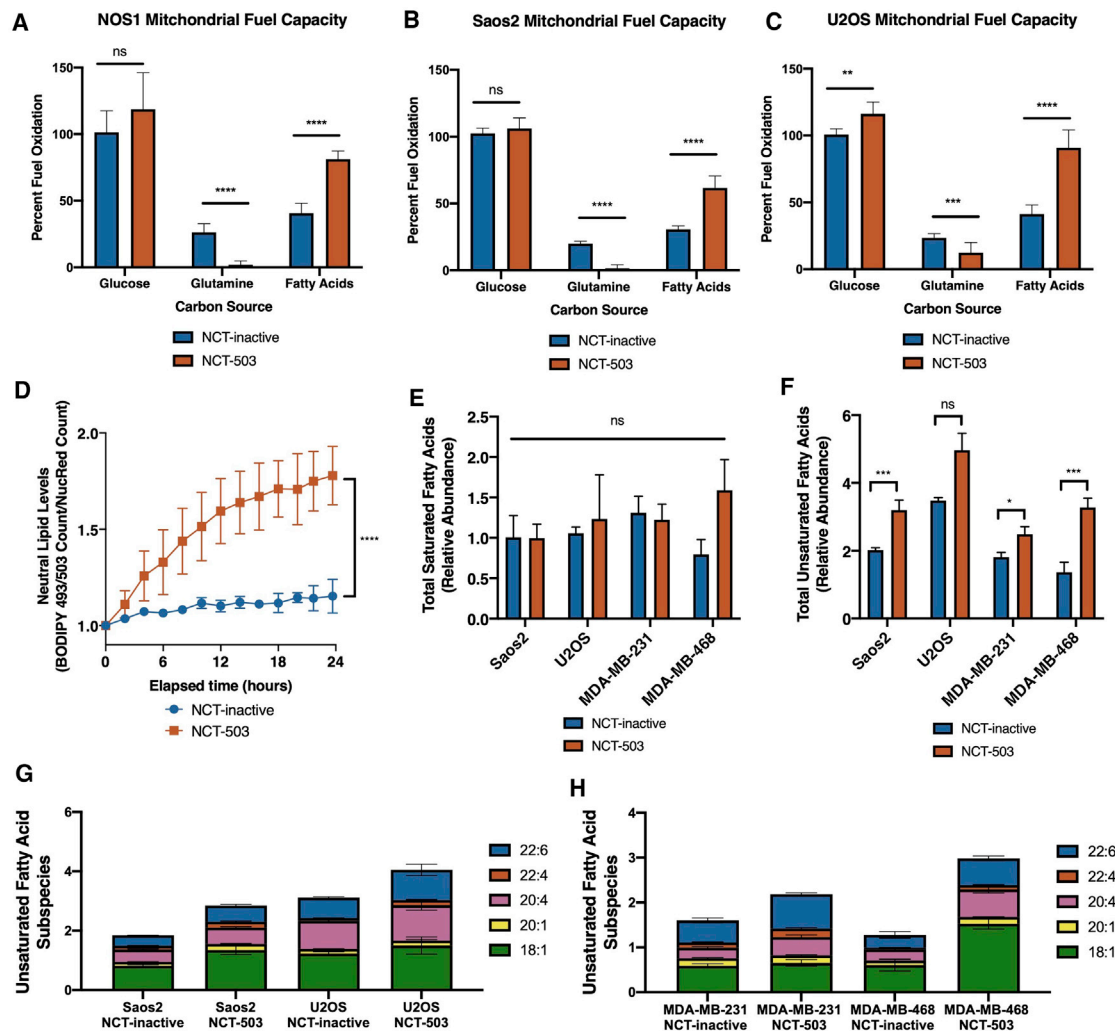 A
NOS1 Mitchondrial Fuel Capacity
Percent Fuel Oxidation
150
100
50
0
ns
****
****
Glucose
Glutamine
Fatty Acids
Carbon Source
NCT-inactive
NCT-503
B
Saos2 Mitchondrial Fuel Capacity
Percent Fuel Oxidation
150
100
50
0
ns
****
****
Glucose
Glutamine
Fatty Acids
Carbon Source
NCT-inactive
NCT-503
C
U2OS Mitchondrial Fuel Capacity
Percent Fuel Oxidation
150
100
50
0
**
***
****
Glucose
Glutamine
Fatty Acids
Carbon Source
NCT-inactive
NCT-503
D
Neutral Lipid Levels
(BODIPY 493/503 Count/NucRed Count)
2.0
1.5
1.0
****
0
6
12
18
24
Elapsed time (hours)
NCT-inactive
NCT-503
E
Total Saturated Fatty Acids
(Relative Abundance)
2.5
2.0
1.5
1.0
0.5
0.0
ns
Saos2
U2OS
MDA-MB-231
MDA-MB-468
NCT-inactive
NCT-503
F
Total Unsaturated Fatty Acids
(Relative Abundance)
6
4
2
0
***
ns
*
***
Saos2
U2OS
MDA-MB-231
MDA-MB-468
NCT-inactive
NCT-503
G
Unsaturated Fatty Acid
Subspecies
6
4
2
0
Saos2
NCT-inactive
Saos2
NCT-503
U2OS
NCT-inactive
U2OS
NCT-503
22:6
22:4
20:4
20:1
18:1
H
Unsaturated Fatty Acid
Subspecies
4
3
2
1
0
MDA-MB-231
NCT-inactive
MDA-MB-231
NCT-503
MDA-MB-468
NCT-inactive
MDA-MB-468
NCT-503
22:6
22:4
20:4
20:1
18:1